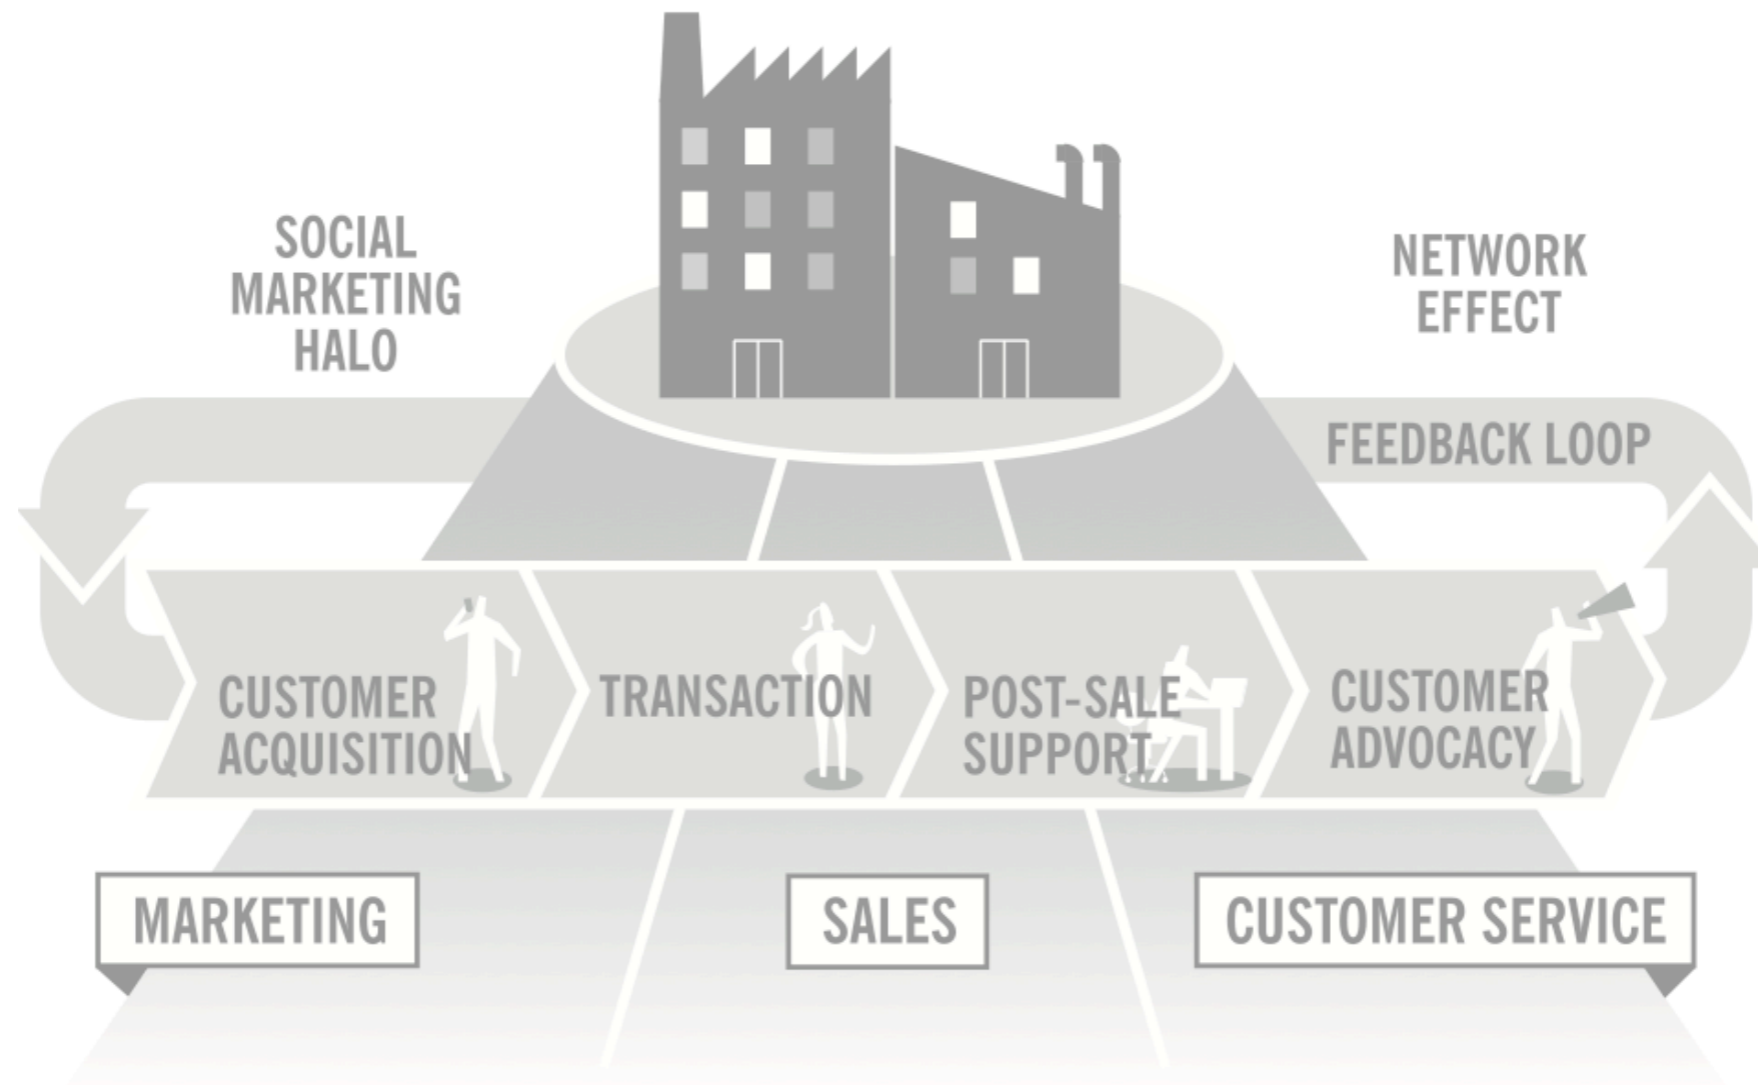 SOCIAL
MARKETING
HALO
NETWORK
EFFECT
FEEDBACK LOOP
CUSTOMER
ACQUISITION
TRANSACTION
POST-SALE
SUPPORT
CUSTOMER
ADVOCACY
MARKETING
SALES
CUSTOMER SERVICE